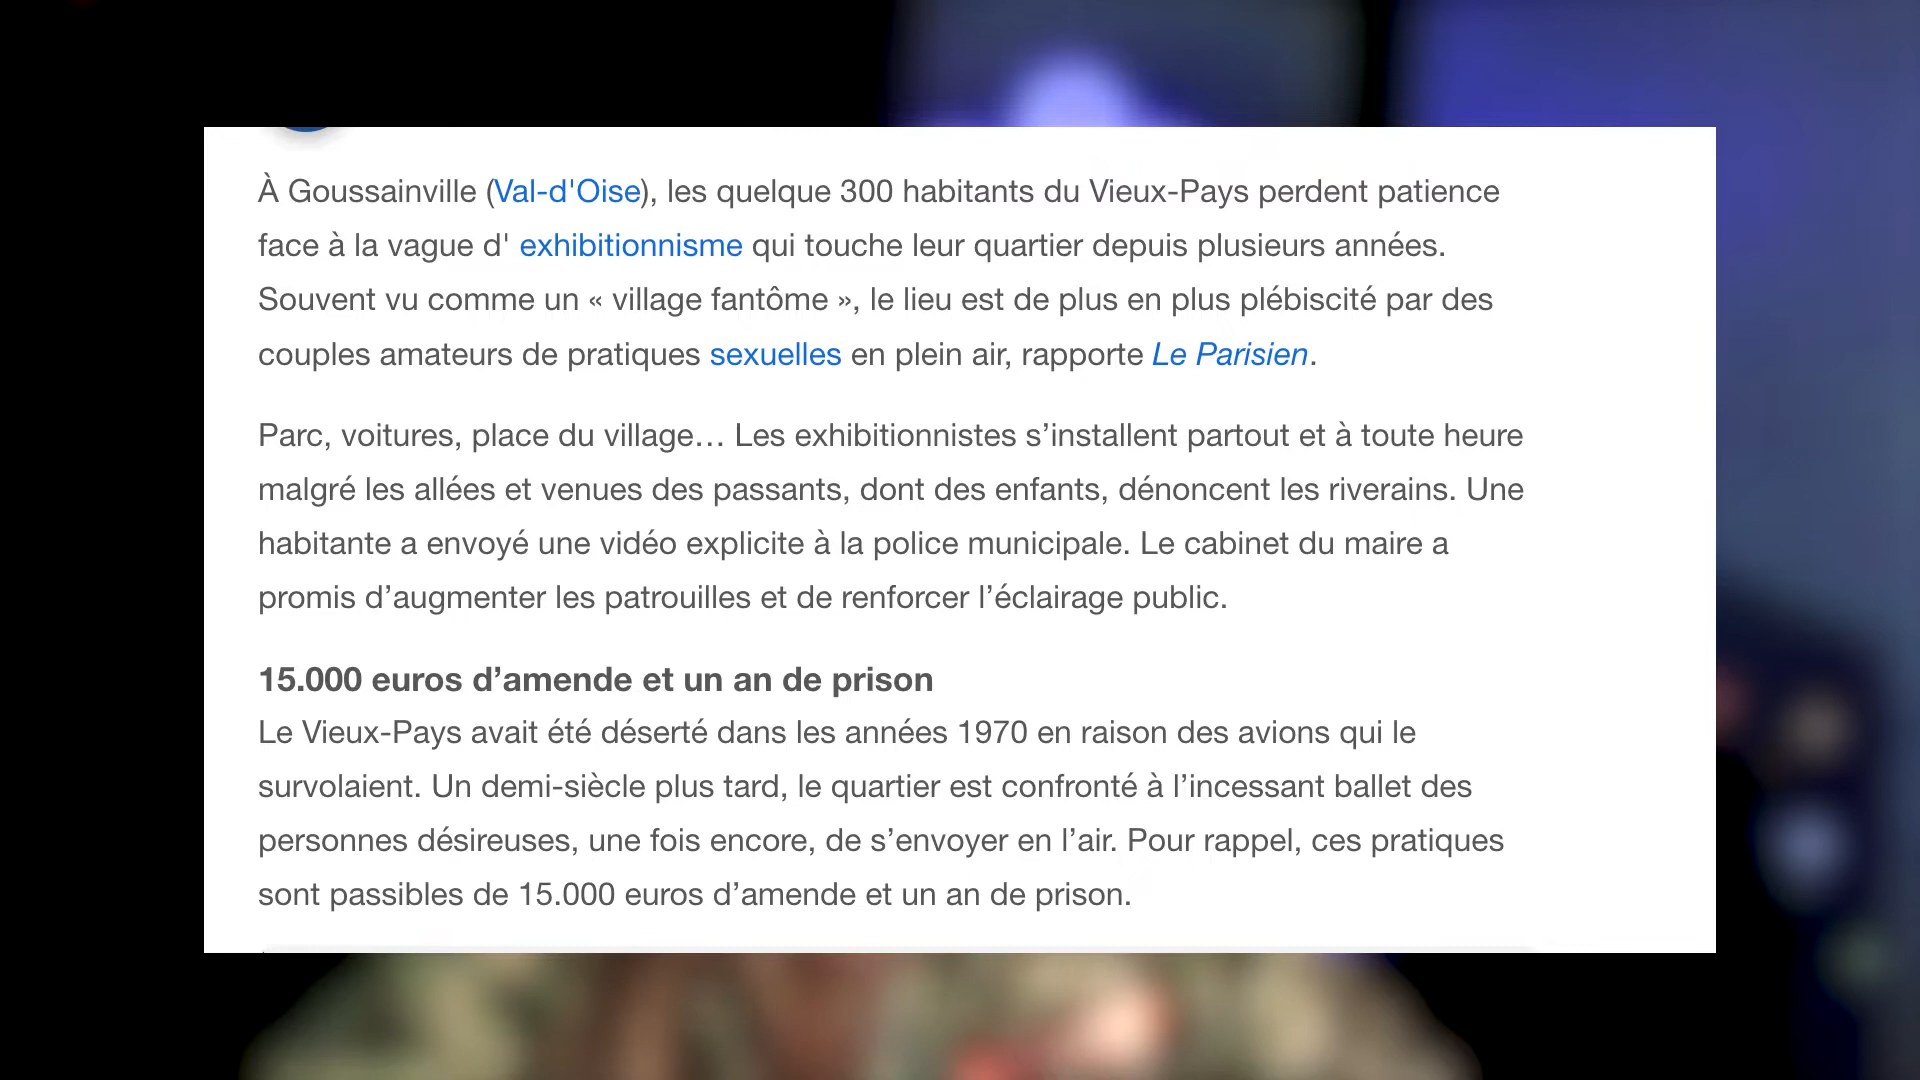 À Goussainville (Val-d'Oise), les quelque 300 habitants du Vieux-Pays perdent patience
face à la vague d' exhibitionnisme qui touche leur quartier depuis plusieurs années.
Souvent vu comme un « village fantôme », le lieu est de plus en plus plébiscité par des
couples amateurs de pratiques sexuelles en plein air, rapporte Le Parisien.
Parc, voitures, place du village… Les exhibitionnistes s’installent partout et à toute heure
malgré les allées et venues des passants, dont des enfants, dénoncent les riverains. Une
habitante a envoyé une vidéo explicite à la police municipale. Le cabinet du maire a
promis d’augmenter les patrouilles et de renforcer l’éclairage public.
15.000 euros d’amende et un an de prison
Le Vieux-Pays avait été déserté dans les années 1970 en raison des avions qui le
survolaient. Un demi-siècle plus tard, le quartier est confronté à l’incessant ballet des
personnes désireuses, une fois encore, de s’envoyer en l’air. Pour rappel, ces pratiques
sont passibles de 15.000 euros d’amende et un an de prison.